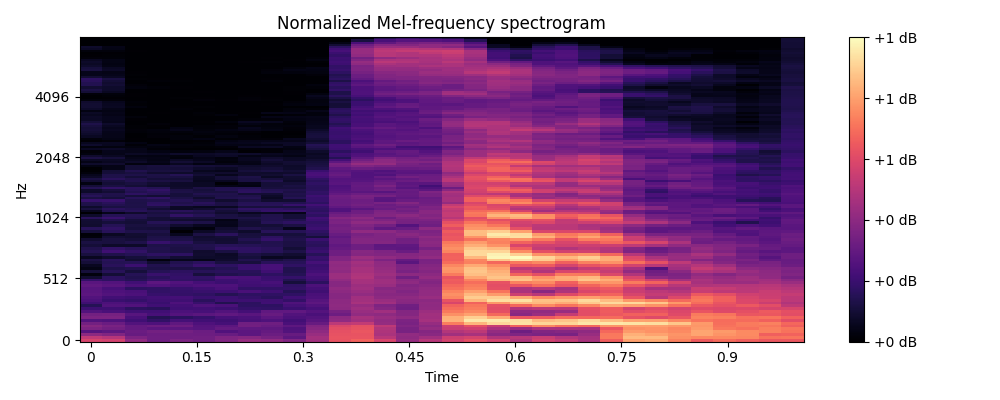 Normalized Mel-frequency spectrogram
Hz
4096
2048
1024
512
0
0 0.15 0.3 0.45 0.6 0.75 0.9
Time
+1 dB
+1 dB
+1 dB
+0 dB
+0 dB
+0 dB